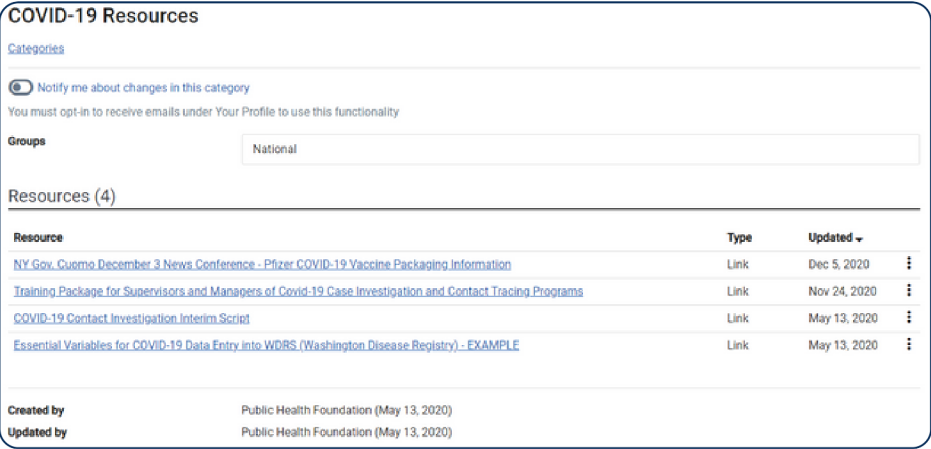 COVID-19 Resources
Categories
Notify me about changes in this category
You must opt-in to receive emails under Your Profile to use this functionality
Groups National
Resources (4)
Resource Type Updated
NY Gov. Cuomo December 3 News Conference - Pfizer COVID-19 Vaccine Packaging Information Link Dec 5, 2020
Training Package for Supervisors and Managers of Covid-19 Case Investigation and Contact Tracing Programs Link Nov 24, 2020
COVID-19 Contact Investigation Interim Script Link May 13, 2020
Essential Variables for COVID-19 Data Entry into WDRS (Washington Disease Registry) - EXAMPLE Link May 13, 2020
Created by Public Health Foundation (May 13, 2020)
Updated by Public Health Foundation (May 13, 2020)